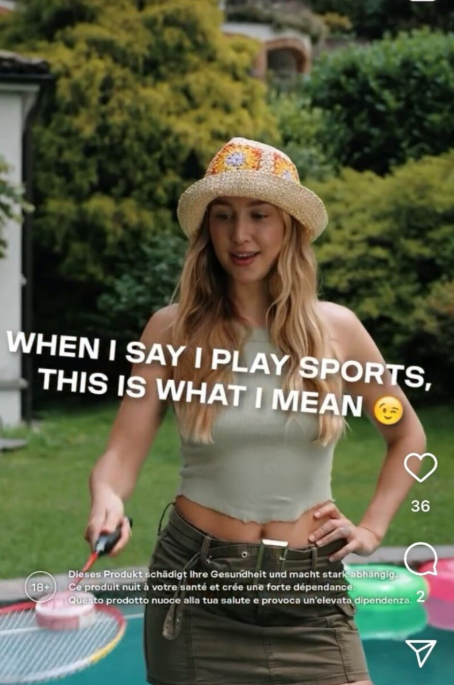 WHEN I SAY I PLAY SPORTS,
THIS IS WHAT I MEAN 😉
36
18+
Dieses Produkt schädigt Ihre Gesundheit und macht stark abhängig.
Ce produit nuit à votre santé et crée une forte dépendance.
Questo prodotto nuoce alla tua salute e provoca un'elevata dipendenza.
2